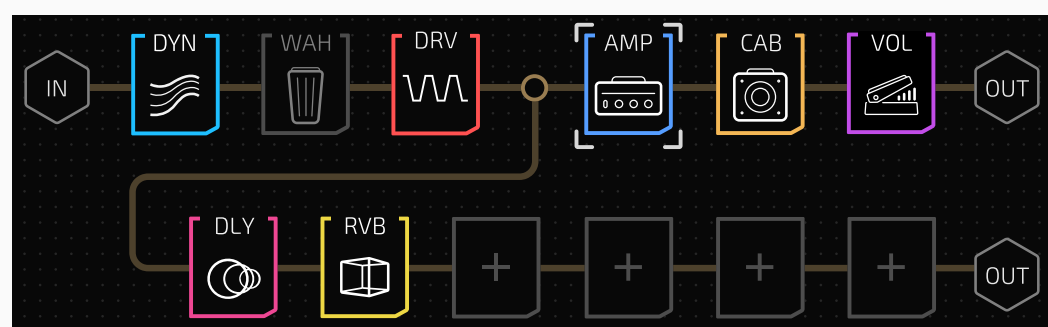 IN
DYN
WAH
DRV
AMP
CAB
VOL
OUT
DLY
RVB
+
+
+
+
OUT